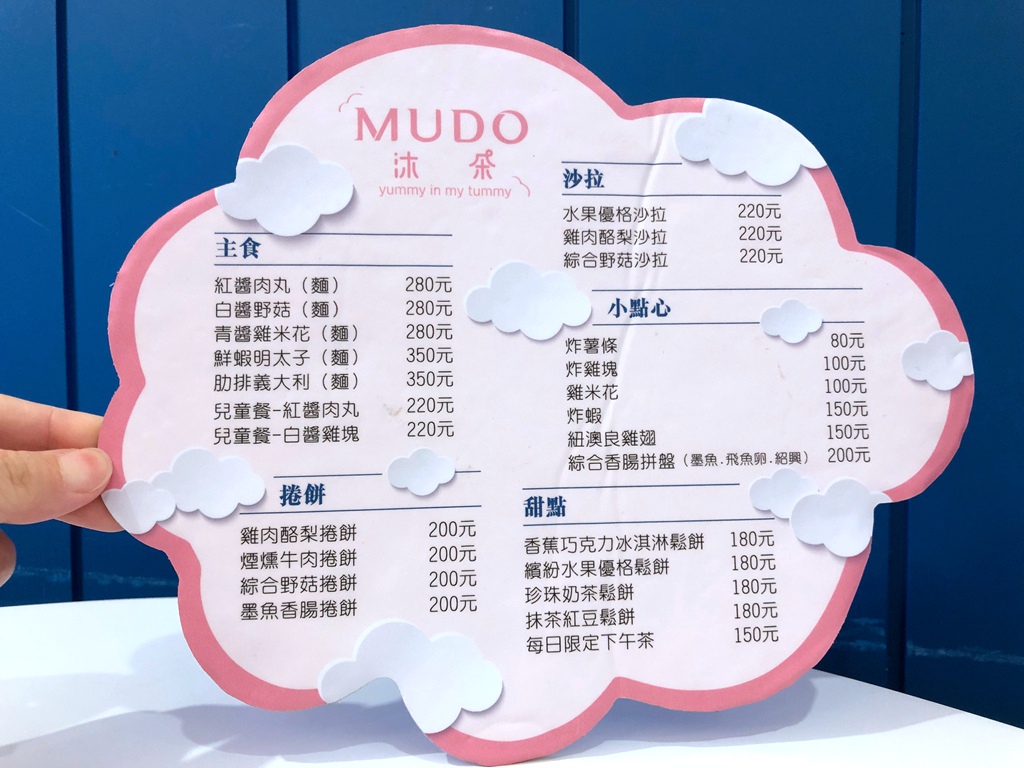 MUDO
沐朵
yummy in my tummy
主食
紅醬肉丸（麵） 280元
白醬野菇（麵） 280元
青醬雞米花（麵） 280元
鮮蝦明太子（麵） 350元
肋排義大利（麵） 350元
兒童餐-紅醬肉丸 220元
兒童餐-白醬雞塊 220元
捲餅
雞肉酪梨捲餅 200元
煙燻牛肉捲餅 200元
綜合野菇捲餅 200元
墨魚香腸捲餅 200元
沙拉
水果優格沙拉 220元
雞肉酪梨沙拉 220元
綜合野菇沙拉 220元
小點心
炸薯條 80元
炸雞塊 100元
雞米花 100元
炸蝦 150元
紐澳良雞翅 150元
綜合香腸拼盤（墨魚.飛魚卵.紹興） 200元
甜點
香蕉巧克力冰淇淋鬆餅 180元
繽紛水果優格鬆餅 180元
珍珠奶茶鬆餅 180元
抹茶紅豆鬆餅 180元
每日限定下午茶 150元